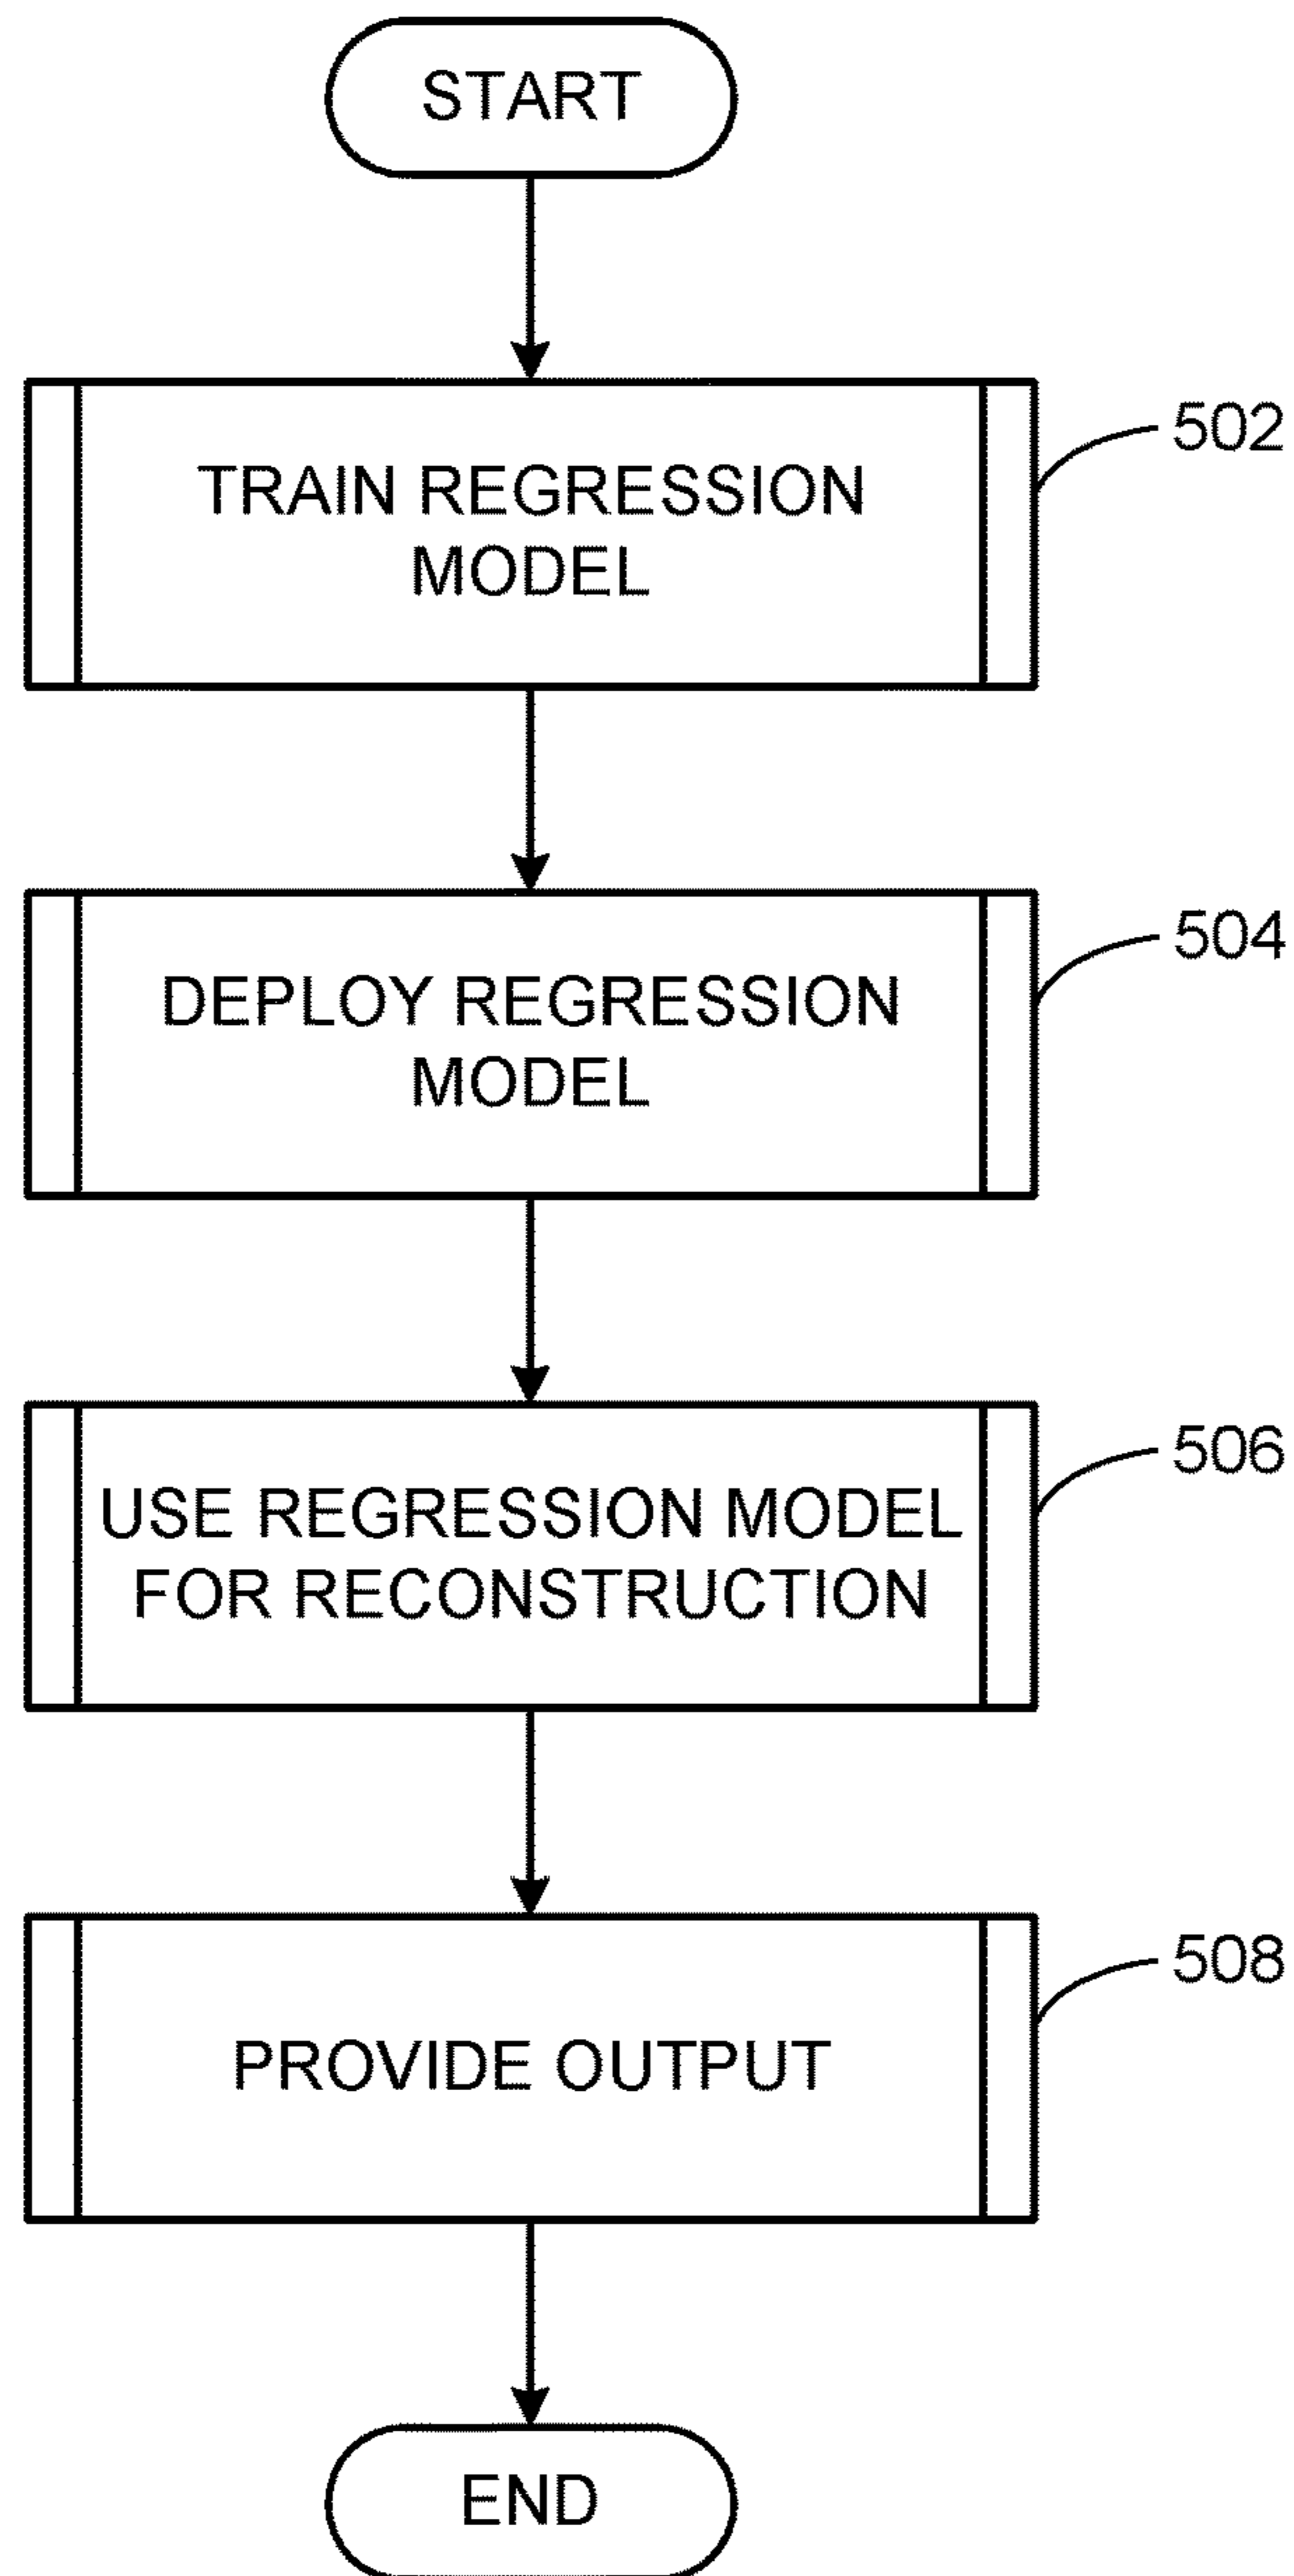 START
TRAIN REGRESSION
MODEL
502
DEPLOY REGRESSION
MODEL
504
USE REGRESSION MODEL
FOR RECONSTRUCTION
506
PROVIDE OUTPUT
508
END